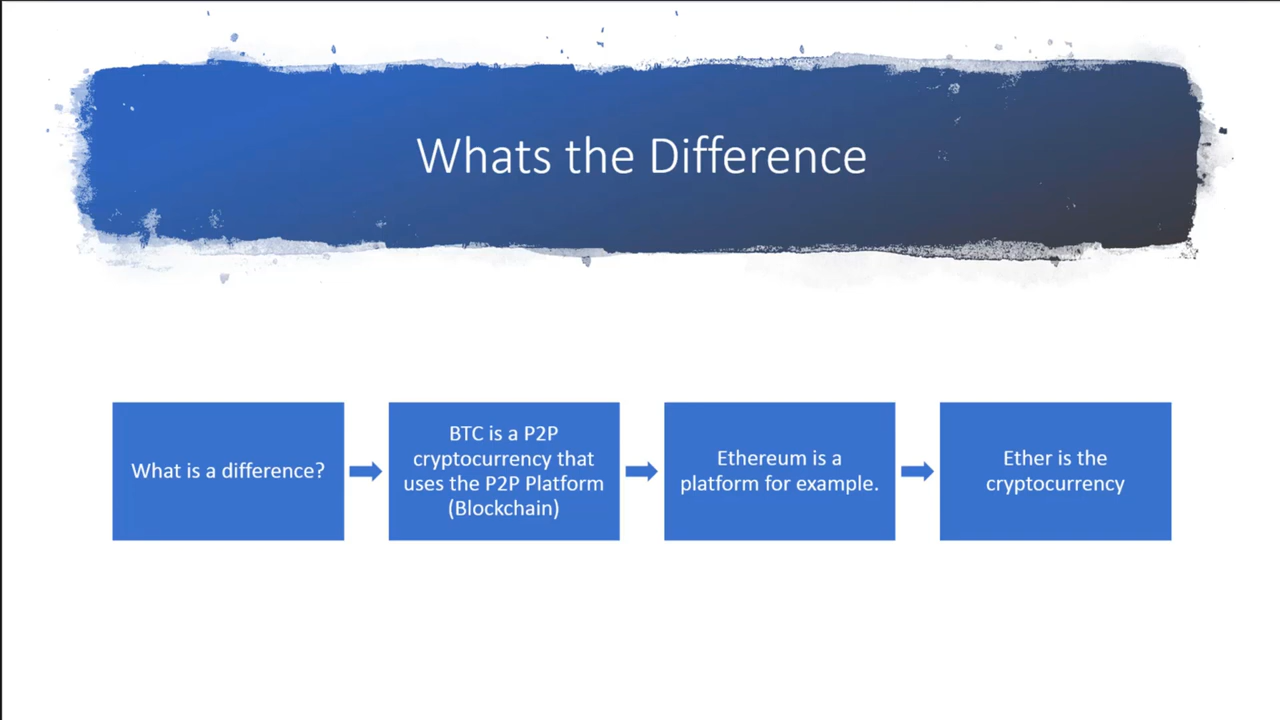 Whats the Difference
What is a difference?
BTC is a P2P
cryptocurrency that
uses the P2P Platform
(Blockchain)
Ethereum is a
platform for example.
Ether is the
cryptocurrency